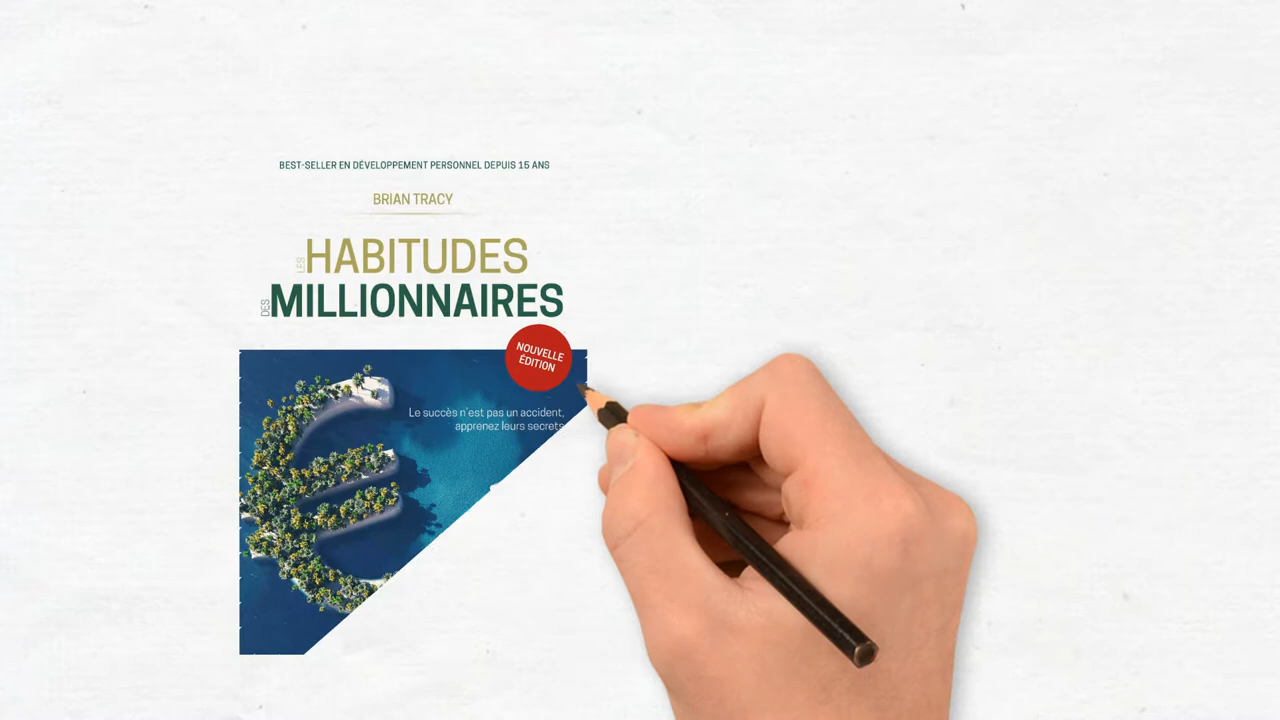 BEST-SELLER EN DÉVELOPPEMENT PERSONNEL DEPUIS 15 ANS
BRIAN TRACY
LES HABITUDES
DES MILLIONNAIRES
NOUVELLE
ÉDITION
Le succès n'est pas un accident,
apprenez leurs secrets